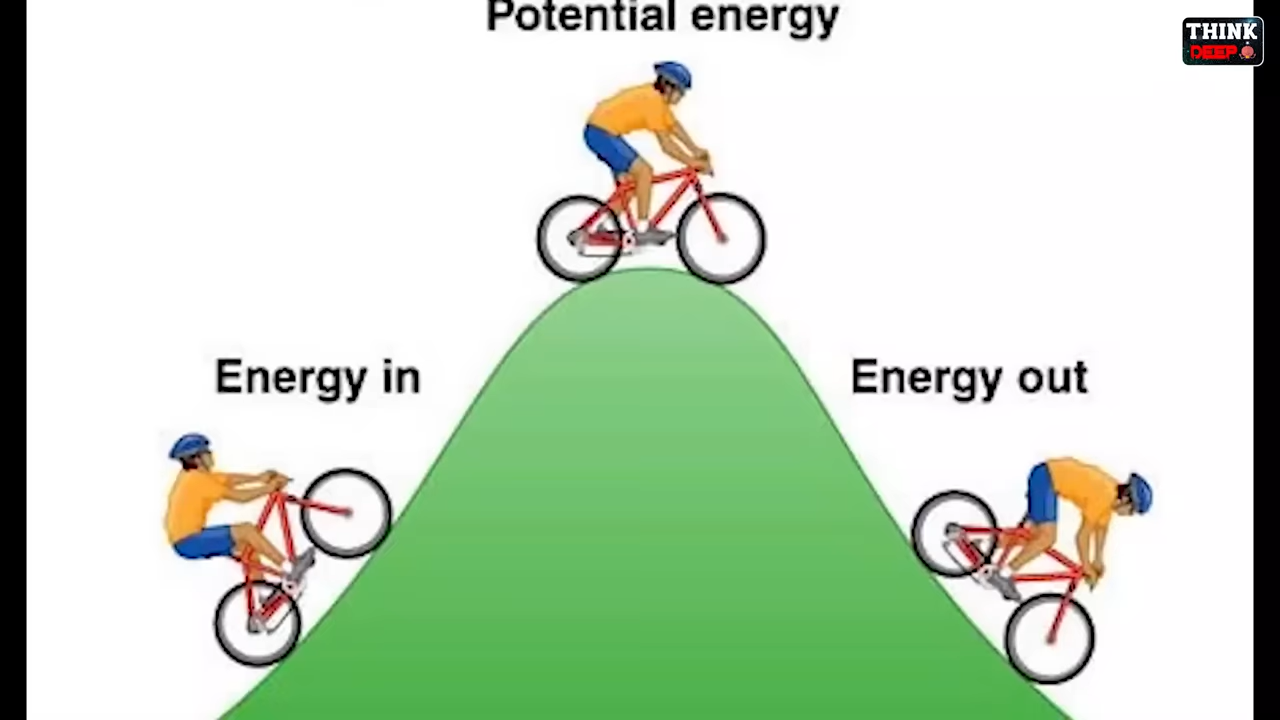 Potential energy
THINK
DEEP
Energy in
Energy out